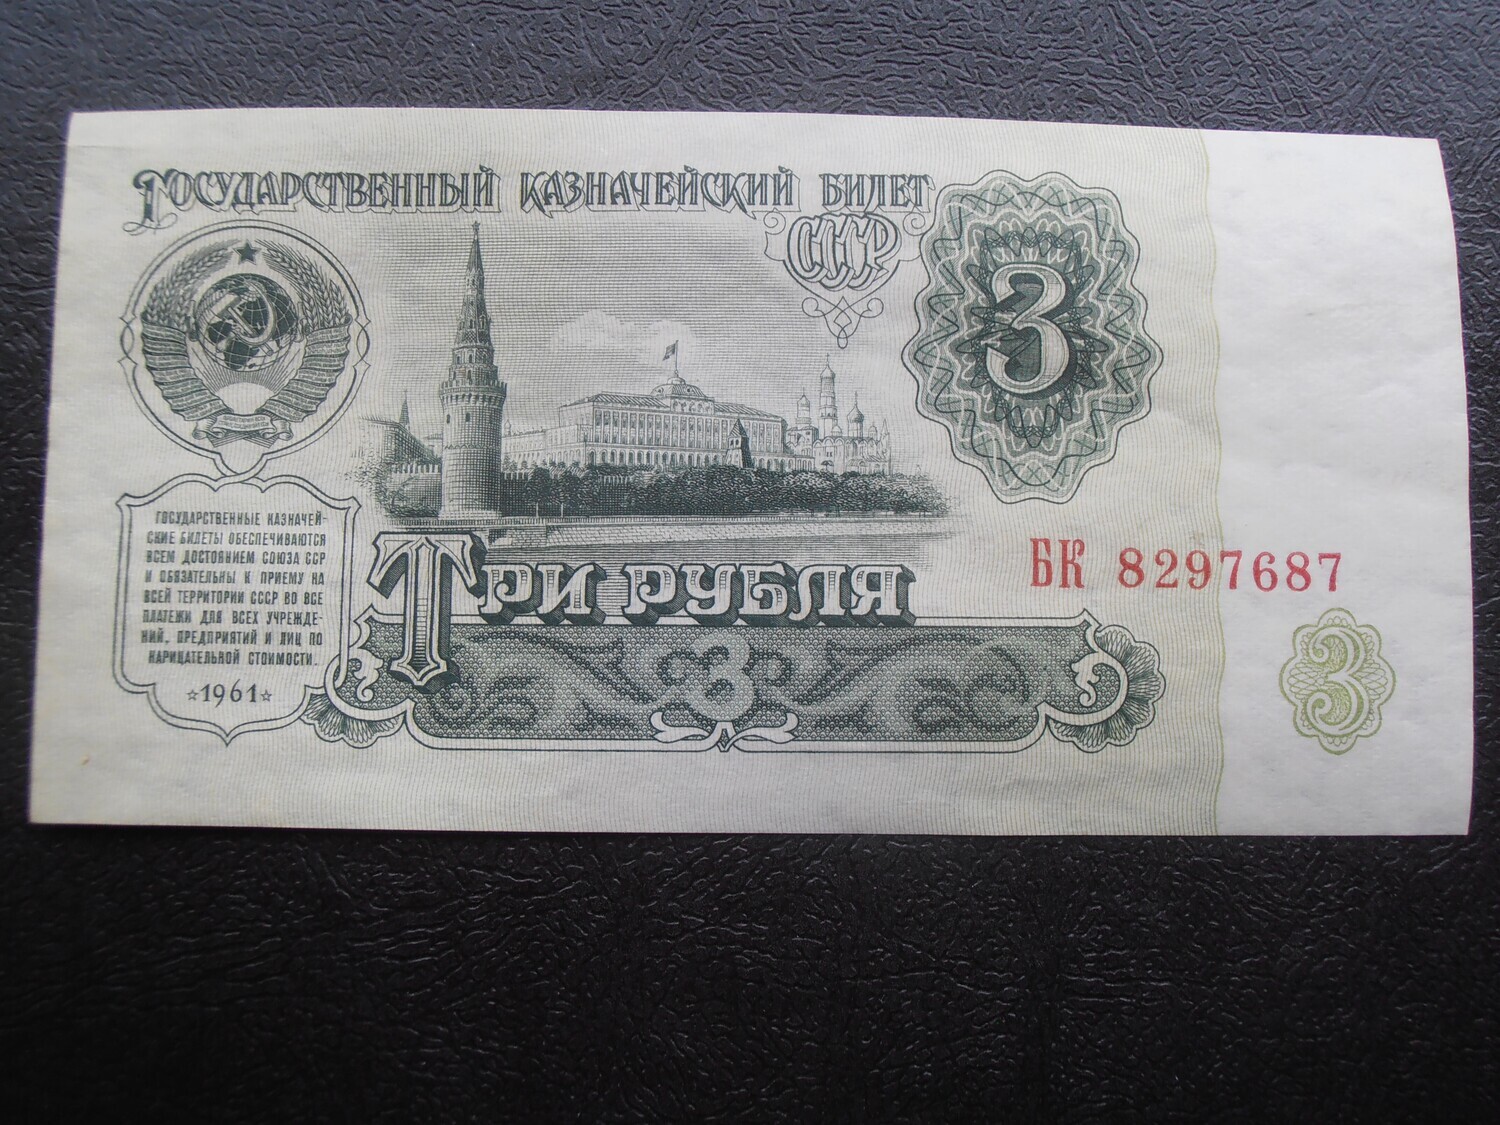 ГОСУДАРСТВЕННЫЙ КАЗНАЧЕЙСКИЙ БИЛЕТ
СССР
3
ГОСУДАРСТВЕННЫЕ КАЗНАЧЕЙ-
СКИЕ БИЛЕТЫ ОБЕСПЕЧИВАЮТСЯ
ВСЕМ ДОСТОЯНИЕМ СОЮЗА ССР
И ОБЯЗАТЕЛЬНЫ К ПРИЕМУ НА
ВСЕЙ ТЕРРИТОРИИ СССР ВО ВСЕ
ПЛАТЕЖИ ДЛЯ ВСЕХ УЧРЕЖДЕ-
НИЙ, ПРЕДПРИЯТИЙ И ЛИЦ ПО
НАРИЦАТЕЛЬНОЙ СТОИМОСТИ.
☆1961☆
БК 8297687
ТРИ РУБЛЯ
3
3